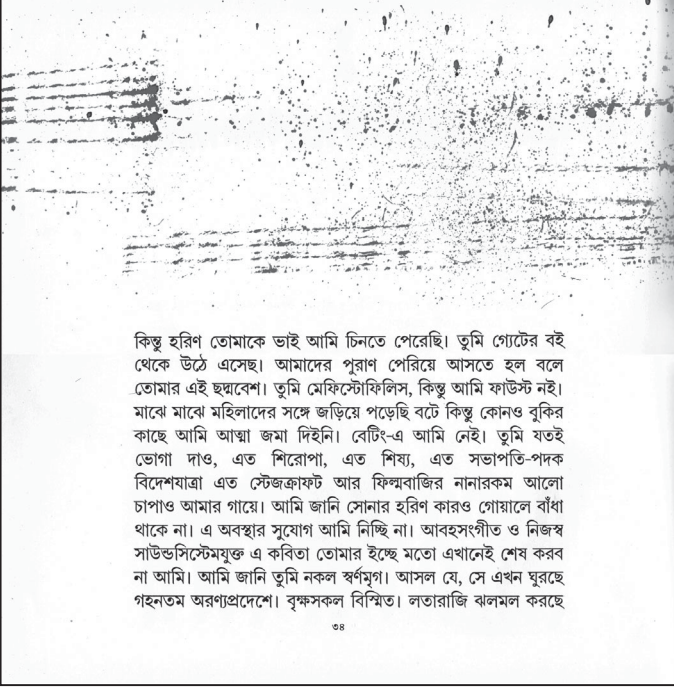 কিন্তু হরিণ তোমাকে ভাই আমি চিনতে পেরেছি। তুমি গ্যেটের বই
থেকে উঠে এসেছ। আমাদের পুরাণ পেরিয়ে আসতে হল বলে
তোমার এই ছদ্মবেশ। তুমি মেফিস্টোফিলিস, কিন্তু আমি ফাউস্ট নই।
মাঝে মাঝে মহিলাদের সঙ্গে জড়িয়ে পড়েছি বটে কিন্তু কোনও বুকির
কাছে আমি আত্মা জমা দিইনি। বেটিং-এ আমি নেই। তুমি যতই
ভোগা দাও, এত শিরোপা, এত শিষ্য, এত সভাপতি-পদক
বিদেশযাত্রা এত স্টেজক্রাফট আর ফিল্মবাজির নানারকম আলো
চাপাও আমার গায়ে। আমি জানি সোনার হরিণ কারও গোয়ালে বাঁধা
থাকে না। এ অবস্থার সুযোগ আমি নিচ্ছি না। আবহসংগীত ও নিজস্ব
সাউন্ডসিস্টেমযুক্ত এ কবিতা তোমার ইচ্ছে মতো এখানেই শেষ করব
না আমি। আমি জানি তুমি নকল স্বর্ণমৃগ। আসল যে, সে এখন ঘুরছে
গহনতম অরণ্যপ্রদেশে। বৃক্ষসকল বিস্মিত। লতারাজি ঝলমল করছে
৩৪